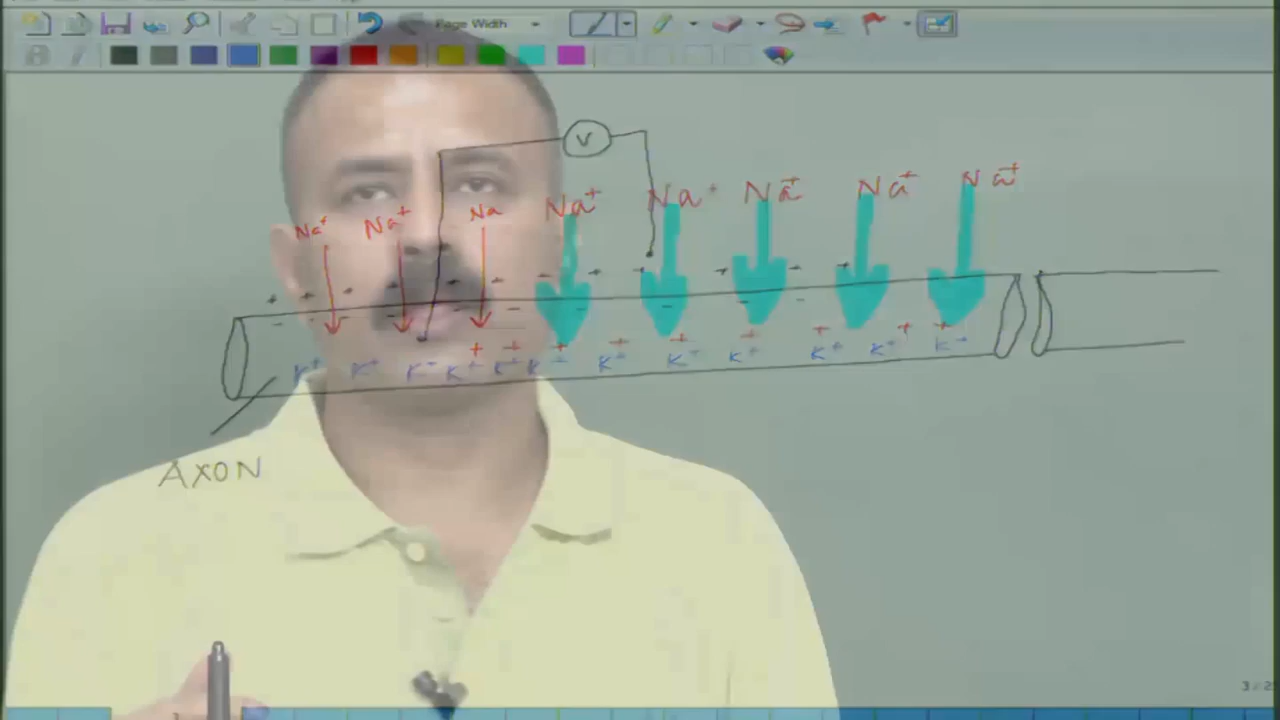 Page Width
V
Na+ Na+ Na Na+ Na+ Na+ Na+ Na+
+ + + + + + + + + +
- - - - - -
+ + + + + + + + +
K+ K+ K+ K+ K+ K+ K+ K+ K+ K+ K+ K+
AXON